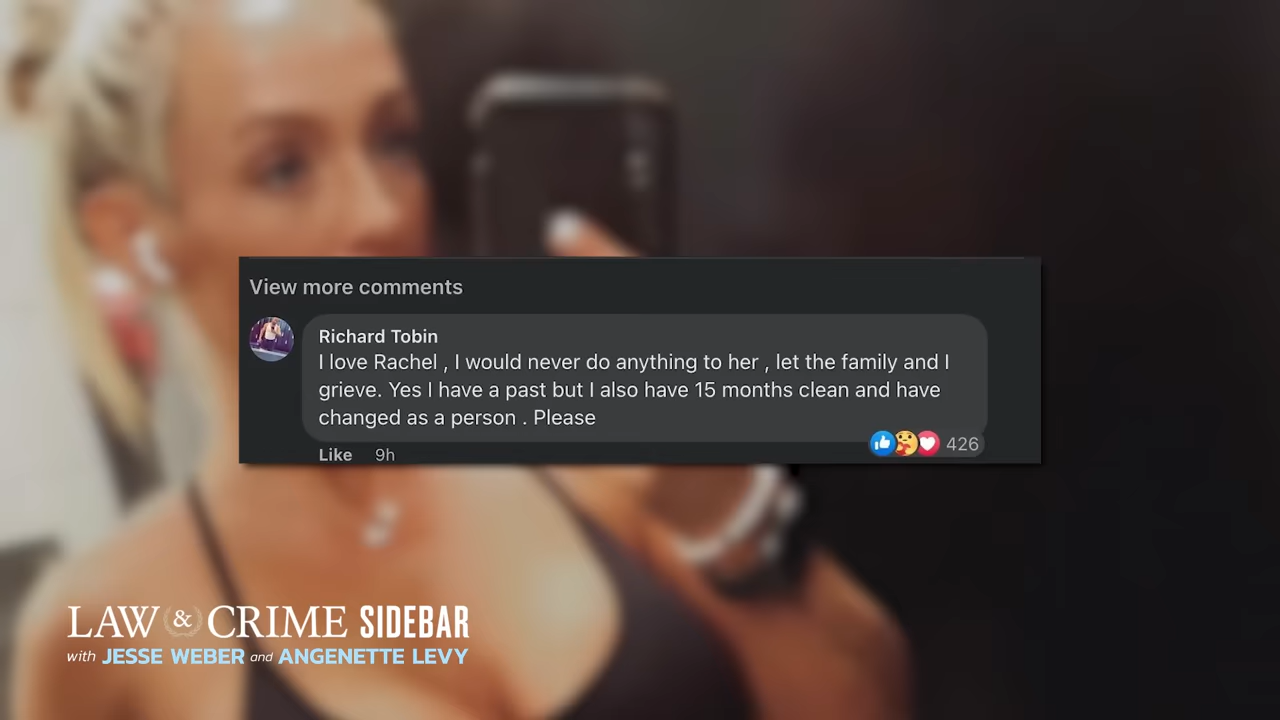 View more comments
Richard Tobin
I love Rachel , I would never do anything to her , let the family and I
grieve. Yes I have a past but I also have 15 months clean and have
changed as a person . Please
Like 9h
426
LAW & CRIME SIDEBAR
with JESSE WEBER and ANGENETTE LEVY